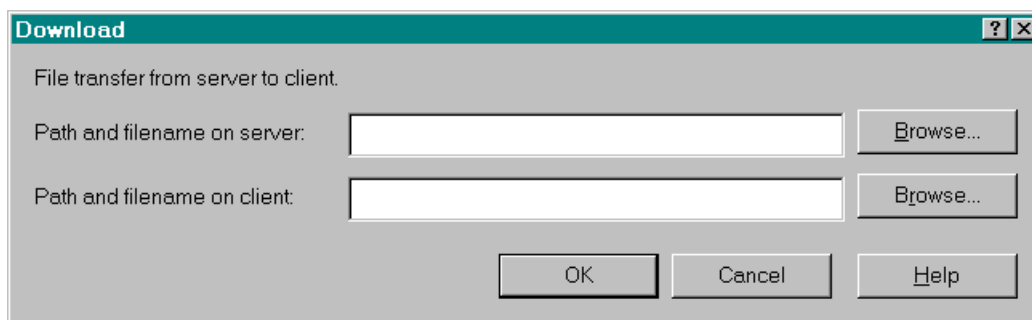 Download
File transfer from server to client.
Path and filename on server: Browse...
Path and filename on client: Browse...
OK Cancel Help